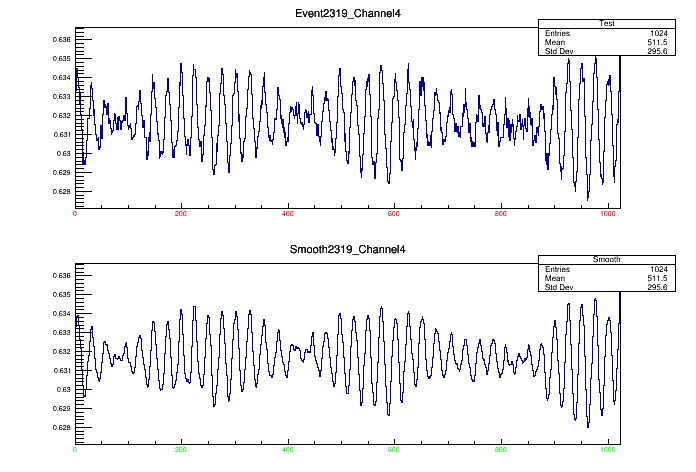 Event2319_Channel4
Test
Entries 1024
Mean 511.5
Std Dev 295.6
0.636
0.635
0.634
0.633
0.632
0.631
0.63
0.629
0.628
0 200 400 600 800 1000
Smooth2319_Channel4
Smooth
Entries 1024
Mean 511.5
Std Dev 295.6
0.636
0.635
0.634
0.633
0.632
0.631
0.63
0.629
0.628
0 200 400 600 800 1000